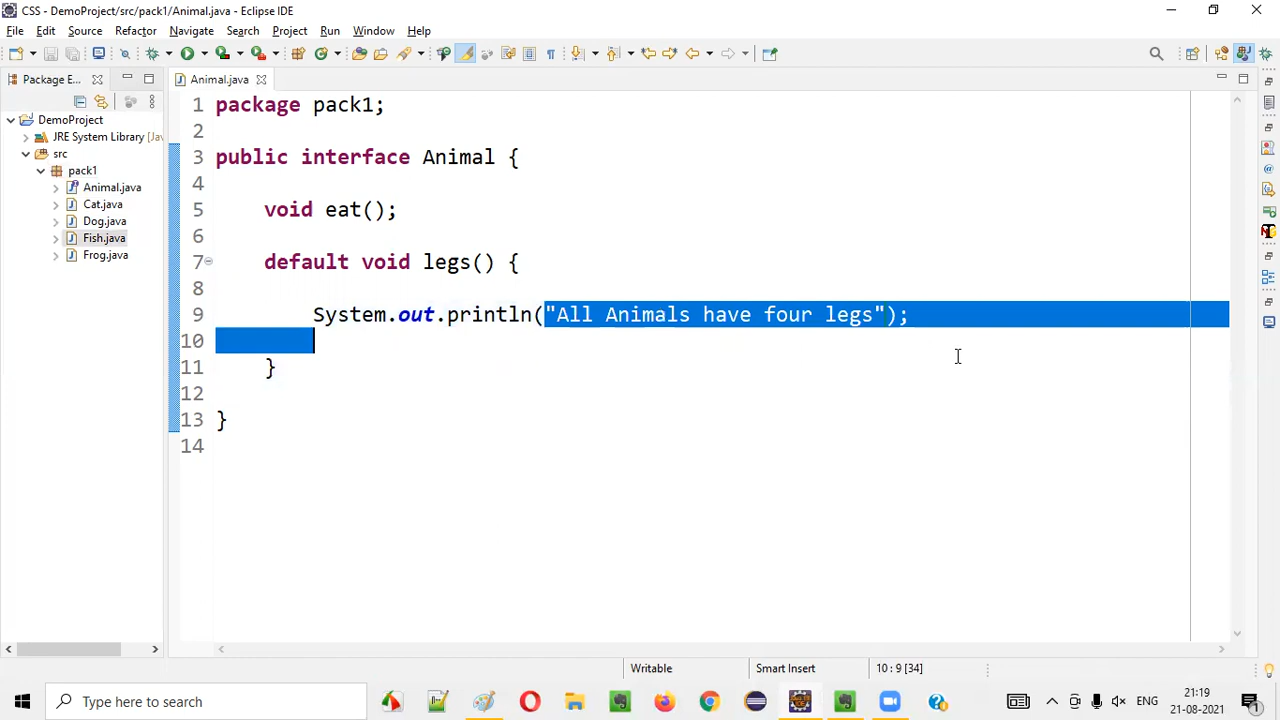 CSS - DemoProject/src/pack1/Animal.java - Eclipse IDE
File Edit Source Refactor Navigate Search Project Run Window Help
Package E...
Animal.java
DemoProject
JRE System Library [Jav
src
pack1
Animal.java
Cat.java
Dog.java
Fish.java
Frog.java
1 package pack1;
2
3 public interface Animal {
4
5 void eat();
6
7 default void legs() {
8
9 System.out.println("All Animals have four legs");
10
11 }
12
13 }
14
Writable Smart Insert 10 : 9 [34]
Type here to search
ENG
21:19
21-08-2021
1